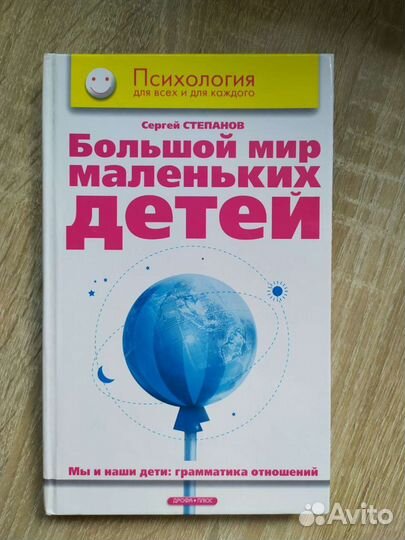 Психология
для всех и для каждого
Сергей СТЕПАНОВ
Большой мир
маленьких
детей
Мы и наши дети: грамматика отношений
ДРОФА ПЛЮС
Avito